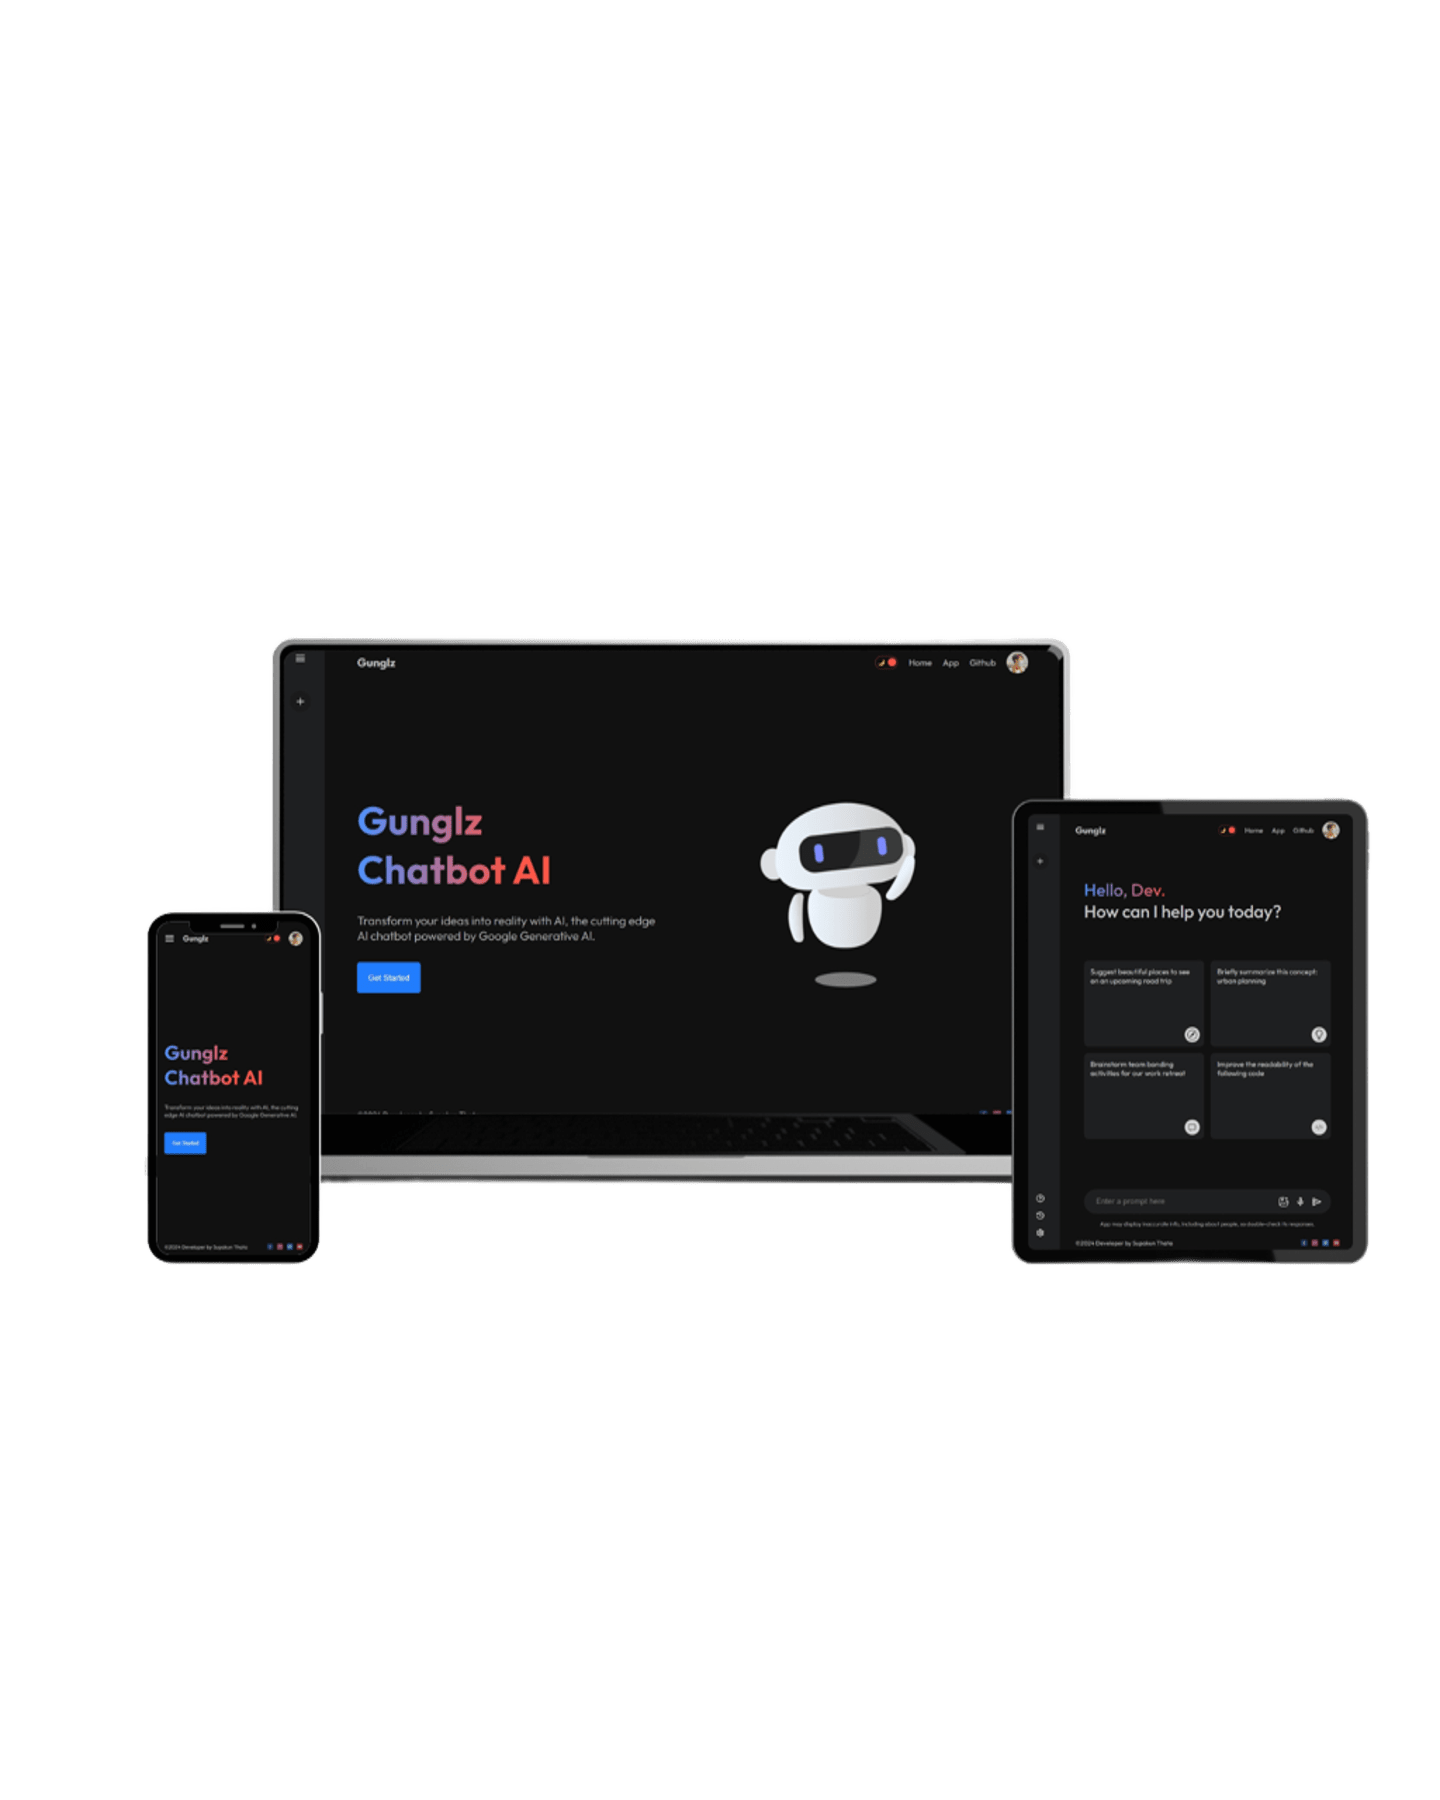 Gunglz
Home App Github
Gunglz
Chatbot AI
Transform your ideas into reality with AI, the cutting edge
AI chatbot powered by Google Generative AI.
Get Started
Gunglz
Gunglz
Chatbot AI
Transform your ideas into reality with AI, the cutting
edge AI chatbot powered by Google Generative AI.
Get Started
©2024 Developer by Supakun Thata
Gunglz
Home App Github
Hello, Dev.
How can I help you today?
Suggest beautiful places to see
on an upcoming road trip
Briefly summarize this concept:
urban planning
Brainstorm team bonding
activities for our work retreat
Improve the readability of the
following code
Enter a prompt here
App may display inaccurate info, including about people, so double-check its responses.
©2024 Developer by Supakun Thata